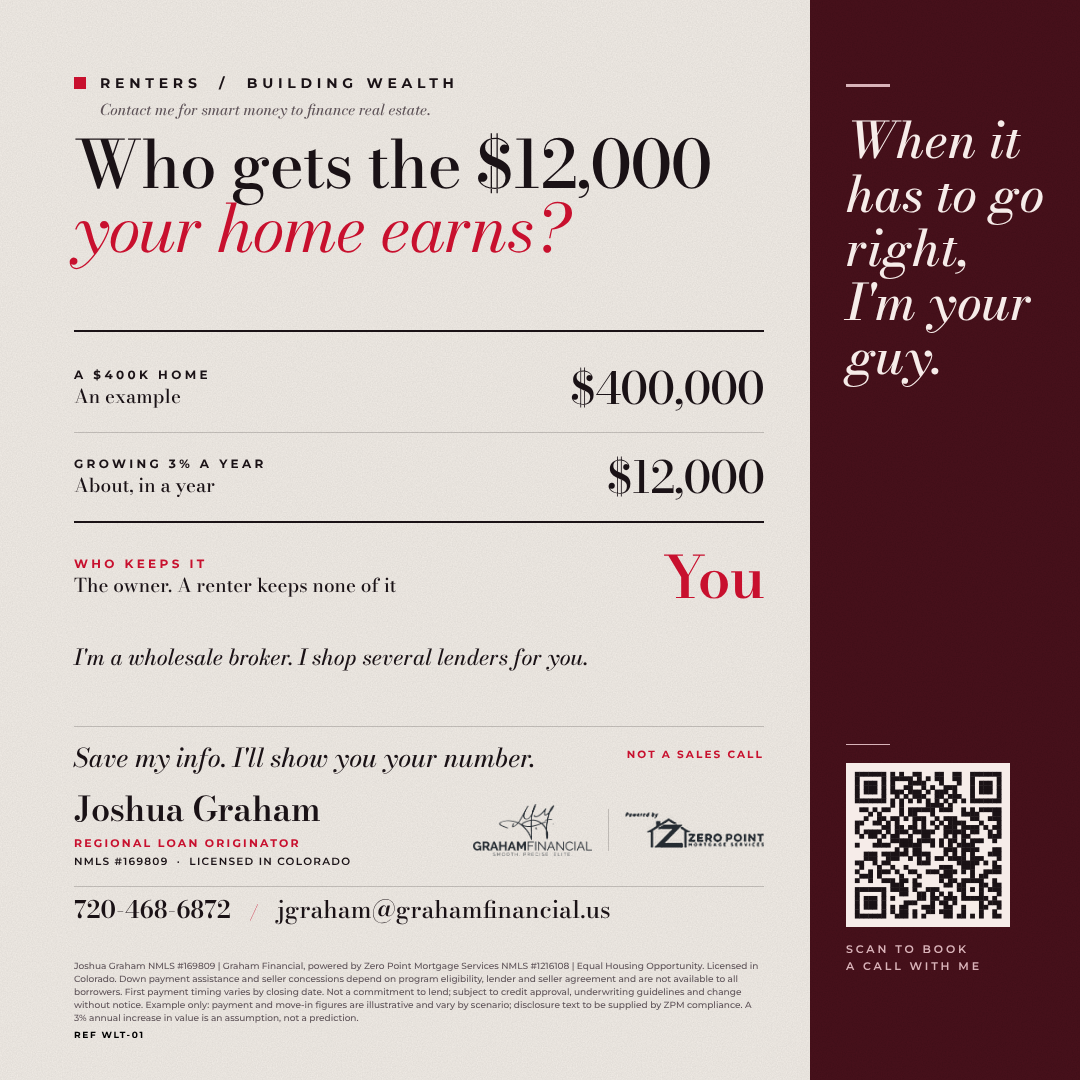 RENTERS / BUILDING WEALTH
Contact me for smart money to finance real estate.
Who gets the $12,000
your home earns?
A $400K HOME
An example
$400,000
GROWING 3% A YEAR
About, in a year
$12,000
WHO KEEPS IT
The owner. A renter keeps none of it
You
I'm a wholesale broker. I shop several lenders for you.
Save my info. I'll show you your number.
NOT A SALES CALL
Joshua Graham
REGIONAL LOAN ORIGINATOR
NMLS #169809 · LICENSED IN COLORADO
GRAHAMFINANCIAL
SMOOTH. PRECISE. ELITE.
Powered by
ZERO POINT
MORTGAGE SERVICES
720-468-6872 / jgraham@grahamfinancial.us
Joshua Graham NMLS #169809 | Graham Financial, powered by Zero Point Mortgage Services NMLS #1216108 | Equal Housing Opportunity. Licensed in
Colorado. Down payment assistance and seller concessions depend on program eligibility, lender and seller agreement and are not available to all
borrowers. First payment timing varies by closing date. Not a commitment to lend; subject to credit approval, underwriting guidelines and change
without notice. Example only: payment and move-in figures are illustrative and vary by scenario; disclosure text to be supplied by ZPM compliance. A
3% annual increase in value is an assumption, not a prediction.
REF WLT-01
When it
has to go
right,
I'm your
guy.
SCAN TO BOOK
A CALL WITH ME